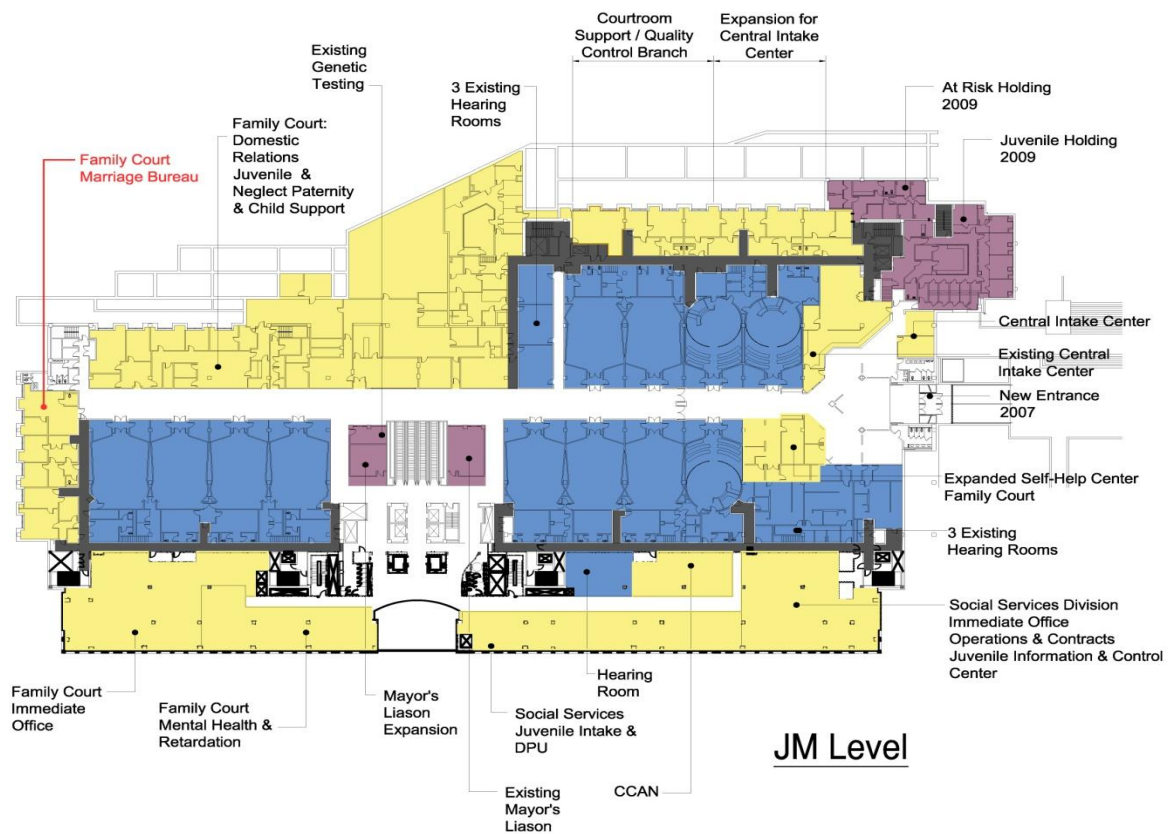 Courtroom
Support / Quality
Control Branch
Expansion for
Central Intake
Center
Existing
Genetic
Testing
3 Existing
Hearing
Rooms
At Risk Holding
2009
Juvenile Holding
2009
Family Court:
Domestic
Relations
Juvenile &
Neglect Paternity
& Child Support
Family Court
Marriage Bureau
Central Intake Center
Existing Central
Intake Center
New Entrance
2007
Expanded Self-Help Center
Family Court
3 Existing
Hearing Rooms
Social Services Division
Immediate Office
Operations & Contracts
Juvenile Information & Control
Center
Family Court
Immediate
Office
Family Court
Mental Health &
Retardation
Mayor's
Liason
Expansion
Social Services
Juvenile Intake &
DPU
Hearing
Room
Existing
Mayor's
Liason
CCAN
JM Level